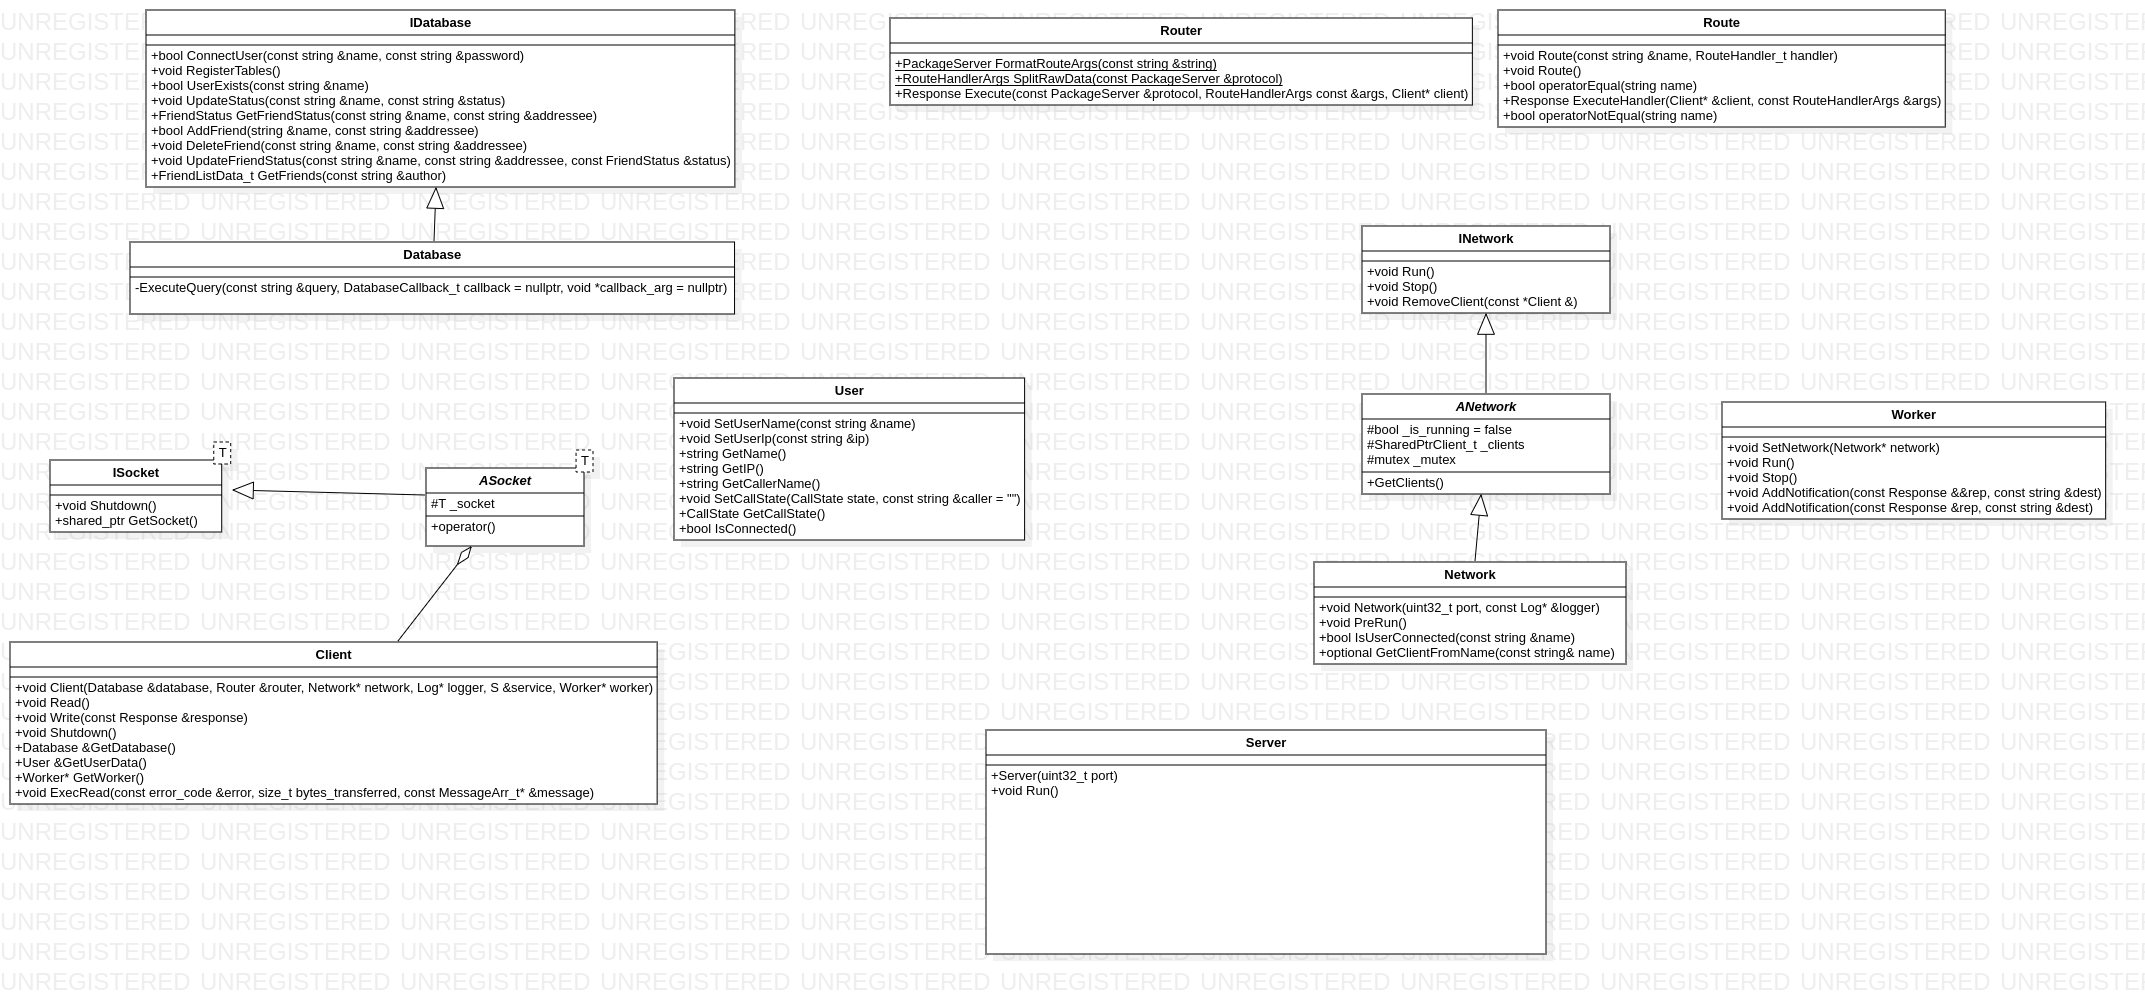 IDatabase
+bool ConnectUser(const string &name, const string &password)
+void RegisterTables()
+bool UserExists(const string &name)
+void UpdateStatus(const string &name, const string &status)
+FriendStatus GetFriendStatus(const string &name, const string &addressee)
+bool AddFriend(string &name, const string &addressee)
+void DeleteFriend(const string &name, const string &addressee)
+void UpdateFriendStatus(const string &name, const string &addressee, const FriendStatus &status)
+FriendListData_t GetFriends(const string &author)
Router
+PackageServer FormatRouteArgs(const string &string)
+RouteHandlerArgs SplitRawData(const PackageServer &protocol)
+Response Execute(const PackageServer &protocol, RouteHandlerArgs const &args, Client* client)
Route
+void Route(const string &name, RouteHandler_t handler)
+void Route()
+bool operatorEqual(string name)
+Response ExecuteHandler(Client* &client, const RouteHandlerArgs &args)
+bool operatorNotEqual(string name)
Database
-ExecuteQuery(const string &query, DatabaseCallback_t callback = nullptr, void *callback_arg = nullptr)
INetwork
+void Run()
+void Stop()
+void RemoveClient(const *Client &)
User
+void SetUserName(const string &name)
+void SetUserIp(const string &ip)
+string GetName()
+string GetIP()
+string GetCallerName()
+void SetCallState(CallState state, const string &caller = "")
+CallState GetCallState()
+bool IsConnected()
ANetwork
#bool _is_running = false
#SharedPtrClient_t _clients
#mutex _mutex
+GetClients()
Worker
+void SetNetwork(Network* network)
+void Run()
+void Stop()
+void AddNotification(const Response &&rep, const string &dest)
+void AddNotification(const Response &rep, const string &dest)
T
ISocket
+void Shutdown()
+shared_ptr GetSocket()
T
ASocket
#T _socket
+operator()
Network
+void Network(uint32_t port, const Log* &logger)
+void PreRun()
+bool IsUserConnected(const string &name)
+optional GetClientFromName(const string& name)
Client
+void Client(Database &database, Router &router, Network* network, Log* logger, S &service, Worker* worker)
+void Read()
+void Write(const Response &response)
+void Shutdown()
+Database &GetDatabase()
+User &GetUserData()
+Worker* GetWorker()
+void ExecRead(const error_code &error, size_t bytes_transferred, const MessageArr_t* &message)
Server
+Server(uint32_t port)
+void Run()